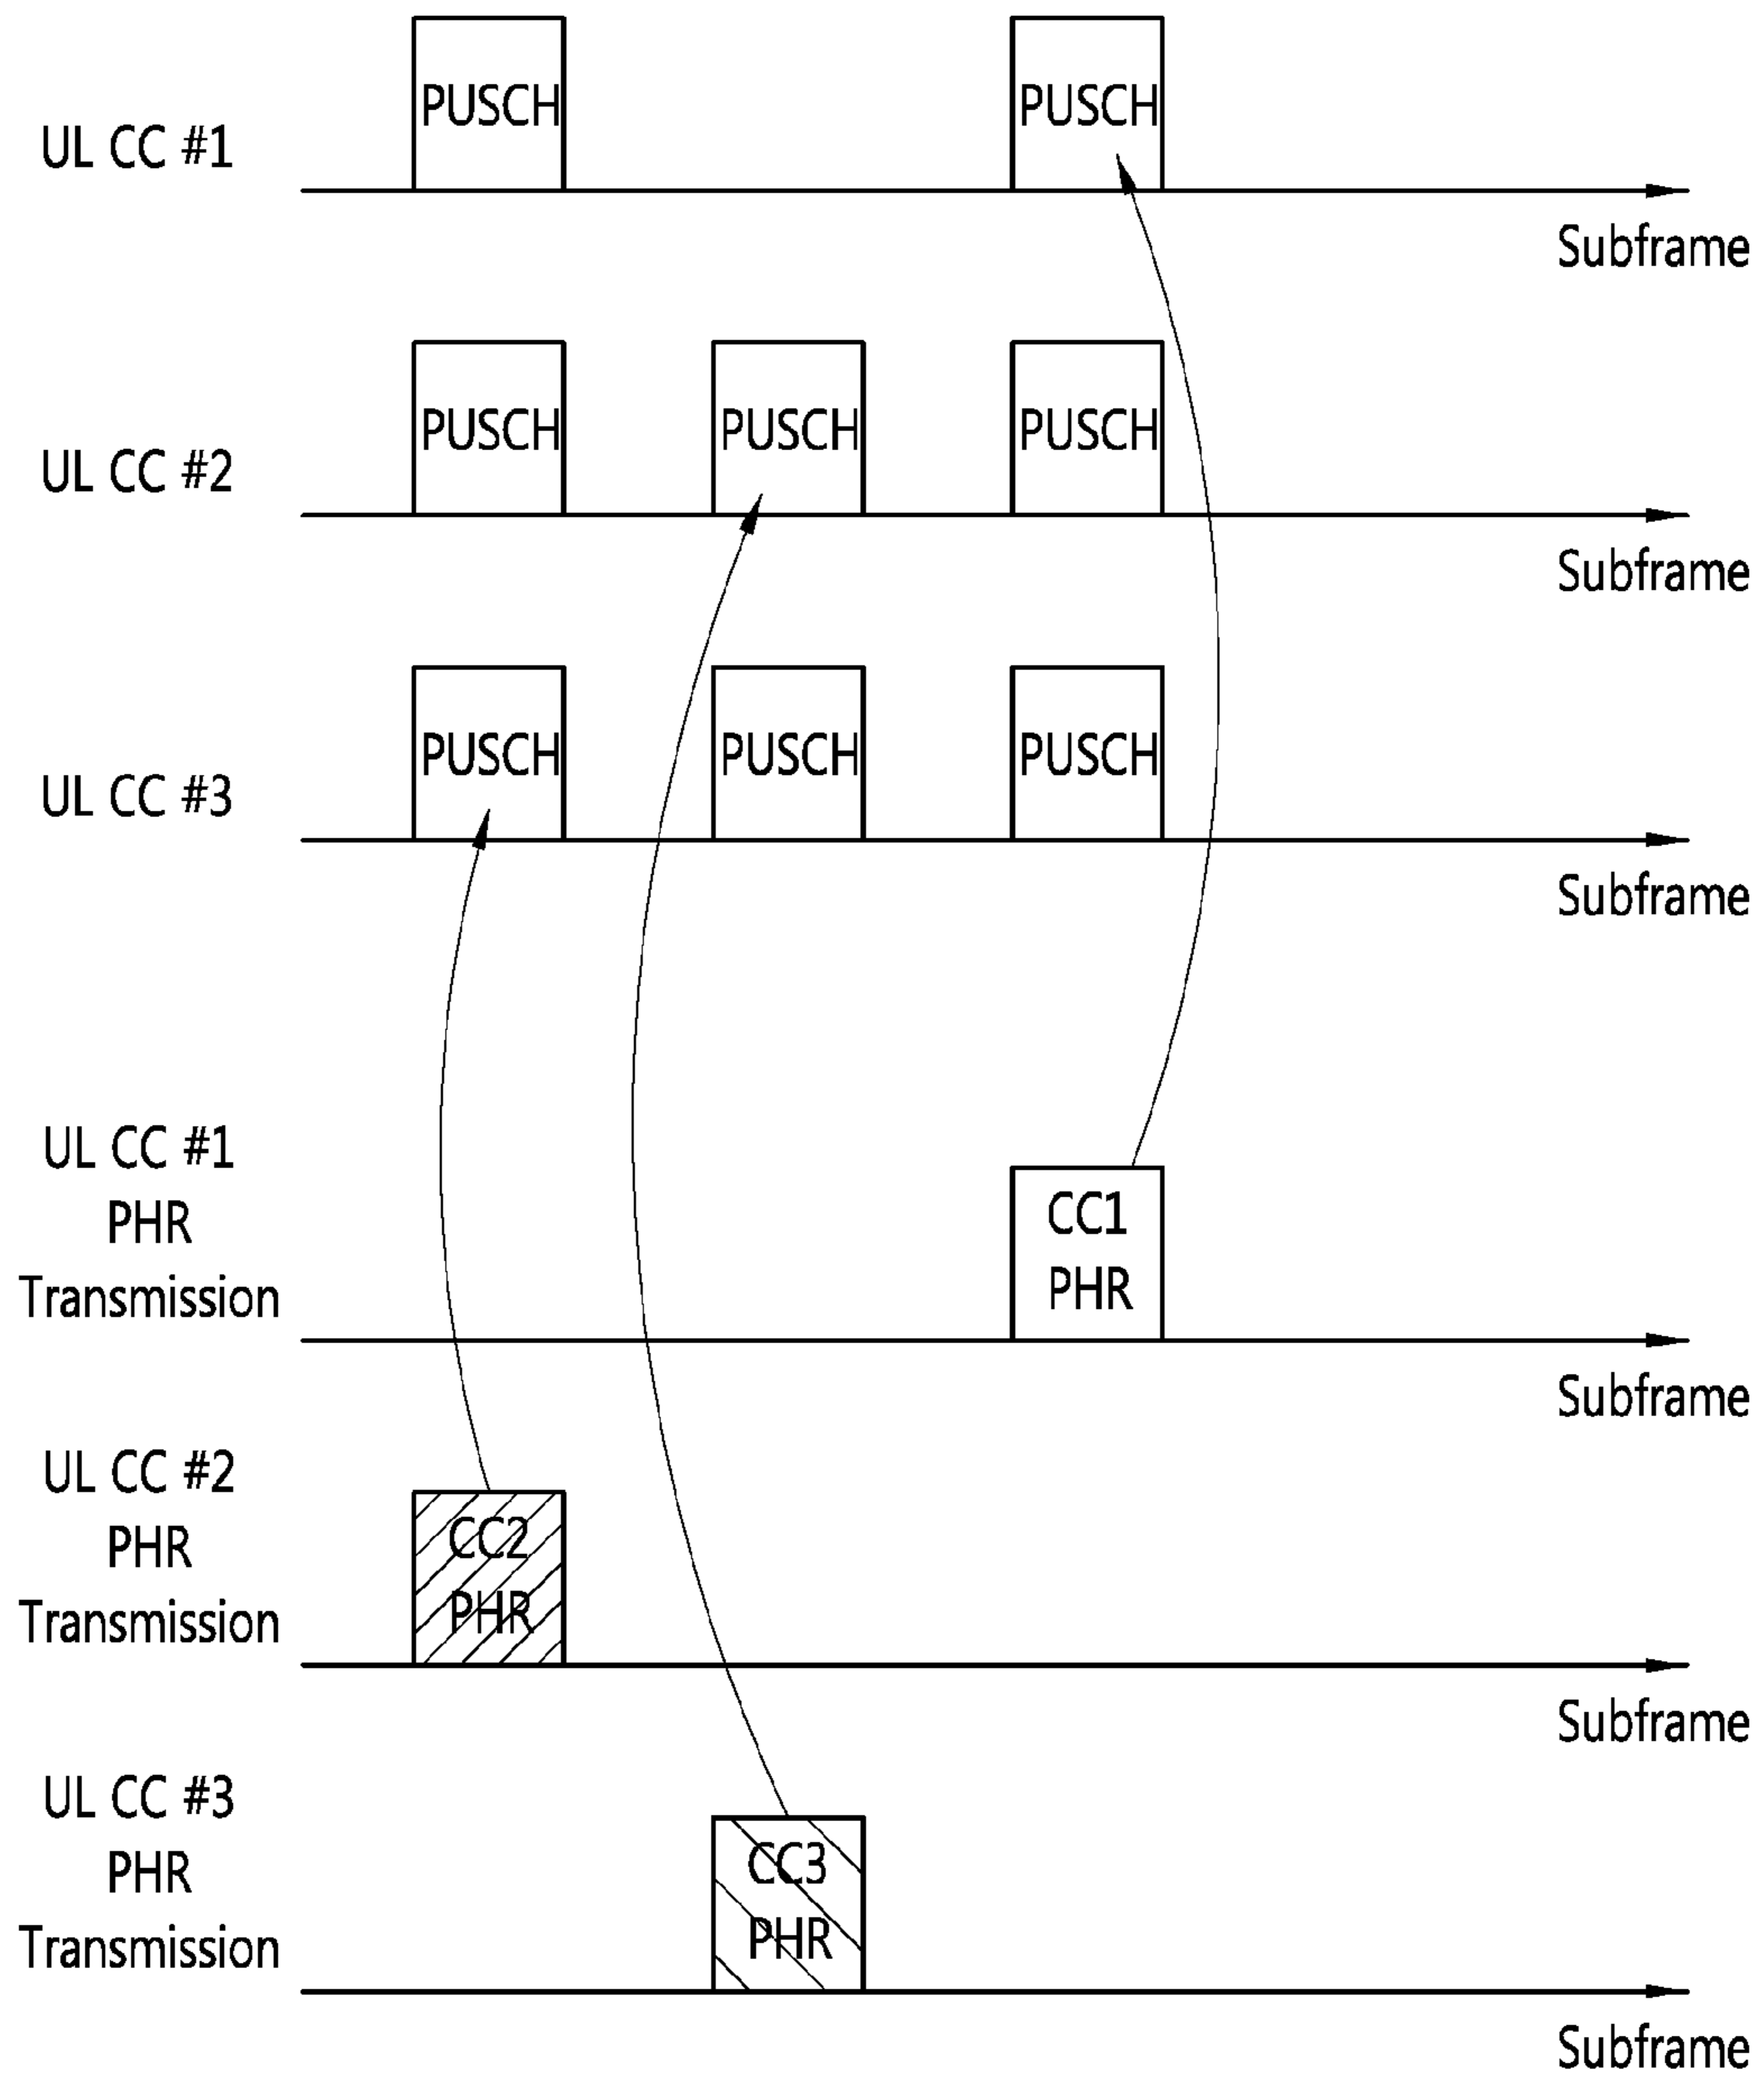 PUSCH PUSCH
UL CC #1
Subframe
PUSCH PUSCH PUSCH
UL CC #2
Subframe
PUSCH PUSCH PUSCH
UL CC #3
Subframe
UL CC #1
PHR
Transmission
CC1
PHR
Subframe
UL CC #2
PHR
Transmission
CC2
PHR
Subframe
UL CC #3
PHR
Transmission
CC3
PHR
Subframe